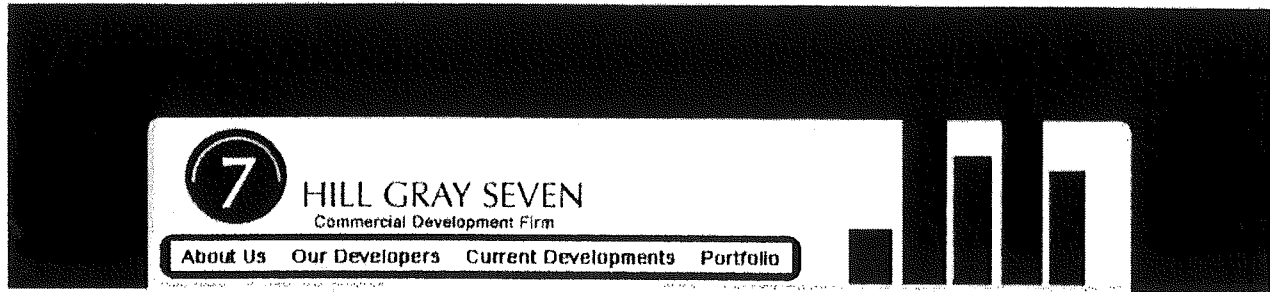 7
HILL GRAY SEVEN
Commercial Development Firm
About Us Our Developers Current Developments Portfolio